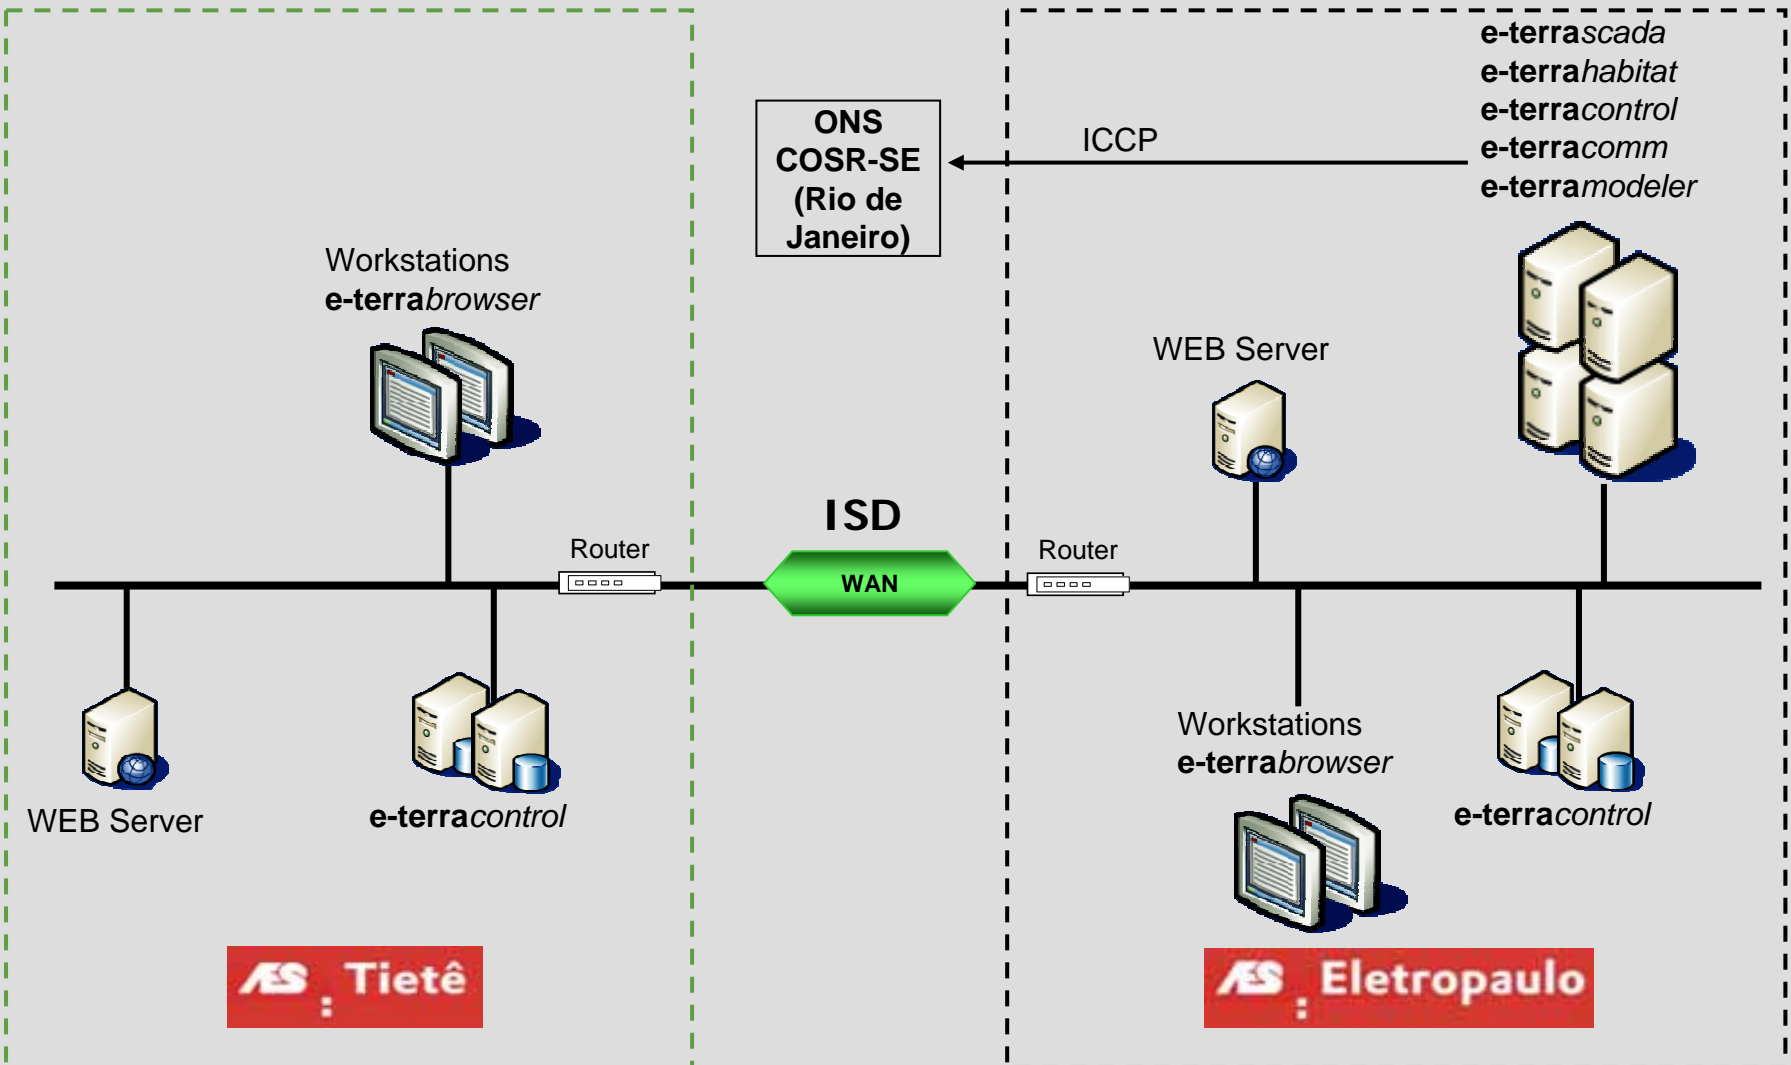 e-terrascada
e-terrahabitat
e-terracontrol
e-terracomm
e-terramodeler
ONS
COSR-SE
(Rio de
Janeiro)
ICCP
Workstations
e-terrabrowser
WEB Server
ISD
WAN
Router
Router
WEB Server
e-terracontrol
Workstations
e-terrabrowser
e-terracontrol
AES Tietê
AES Eletropaulo